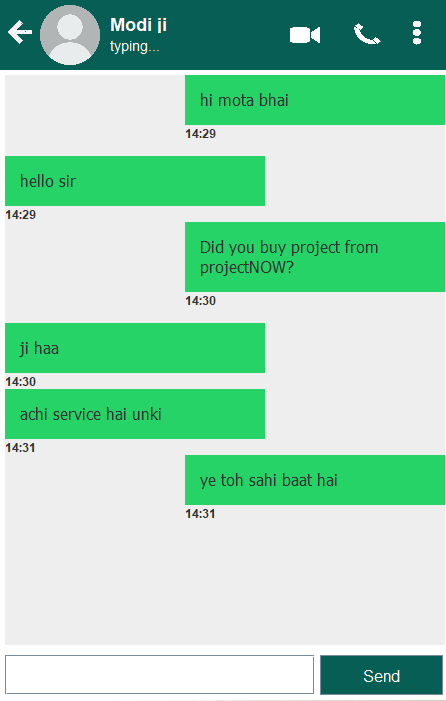 Modi ji
typing...
hi mota bhai
14:29
hello sir
14:29
Did you buy project from
projectNOW?
14:30
ji haa
14:30
achi service hai unki
14:31
ye toh sahi baat hai
14:31
Send